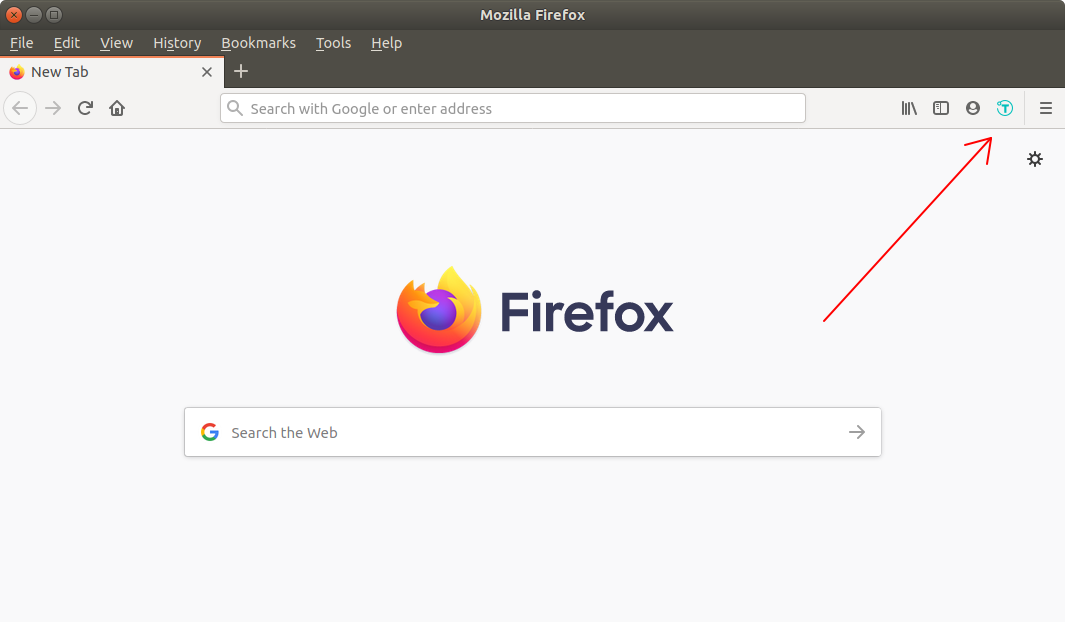 Mozilla Firefox
File Edit View History Bookmarks Tools Help
New Tab
Search with Google or enter address
Firefox
Search the Web